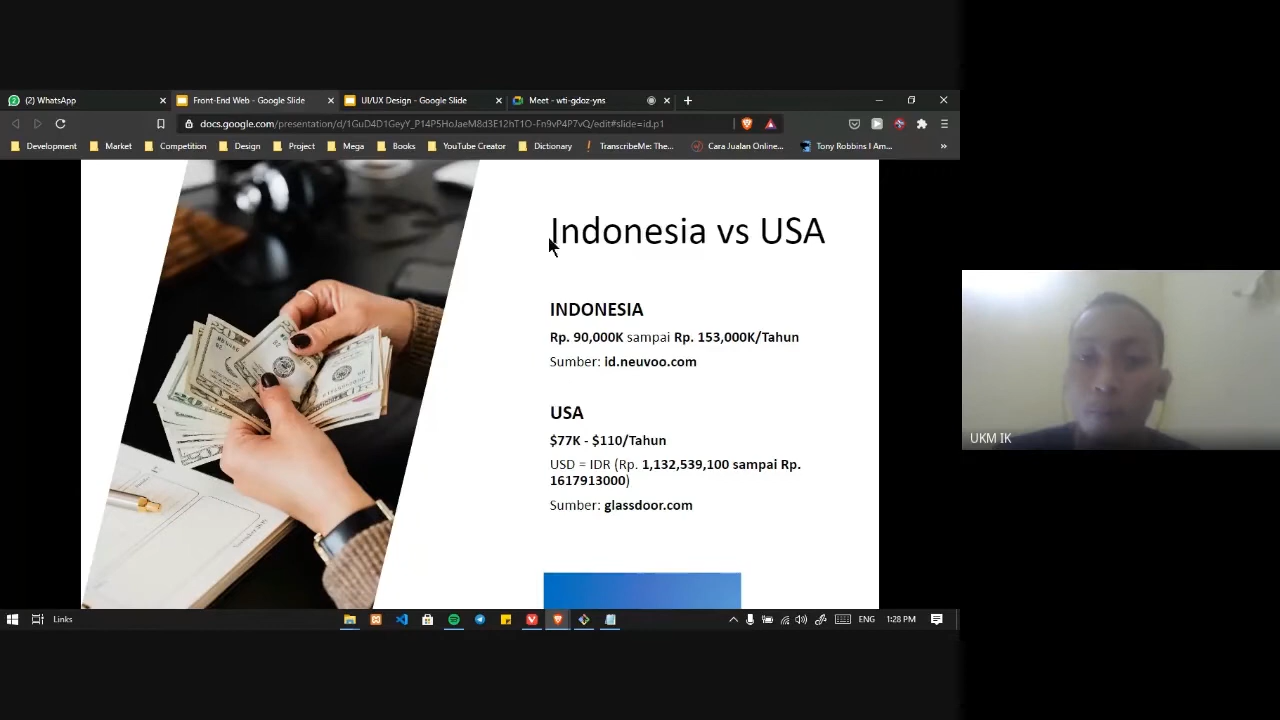 (2) WhatsApp
Front-End Web - Google Slide
UI/UX Design - Google Slide
Meet - wti-gdoz-yns
docs.google.com/presentation/d/1GuD4D1GeyY_P14P5HoJaeM8d3E12hT1O-Fn9vP4P7vQ/edit#slide=id.p1
Development
Market
Competition
Design
Project
Mega
Books
YouTube Creator
Dictionary
TranscribeMe: The...
Cara Jualan Online...
Tony Robbins I Am...
Indonesia vs USA
INDONESIA
Rp. 90,000K sampai Rp. 153,000K/Tahun
Sumber: id.neuvoo.com
USA
$77K - $110/Tahun
USD = IDR (Rp. 1,132,539,100 sampai Rp.
1617913000)
Sumber: glassdoor.com
UKM IK
Links
ENG
1:28 PM